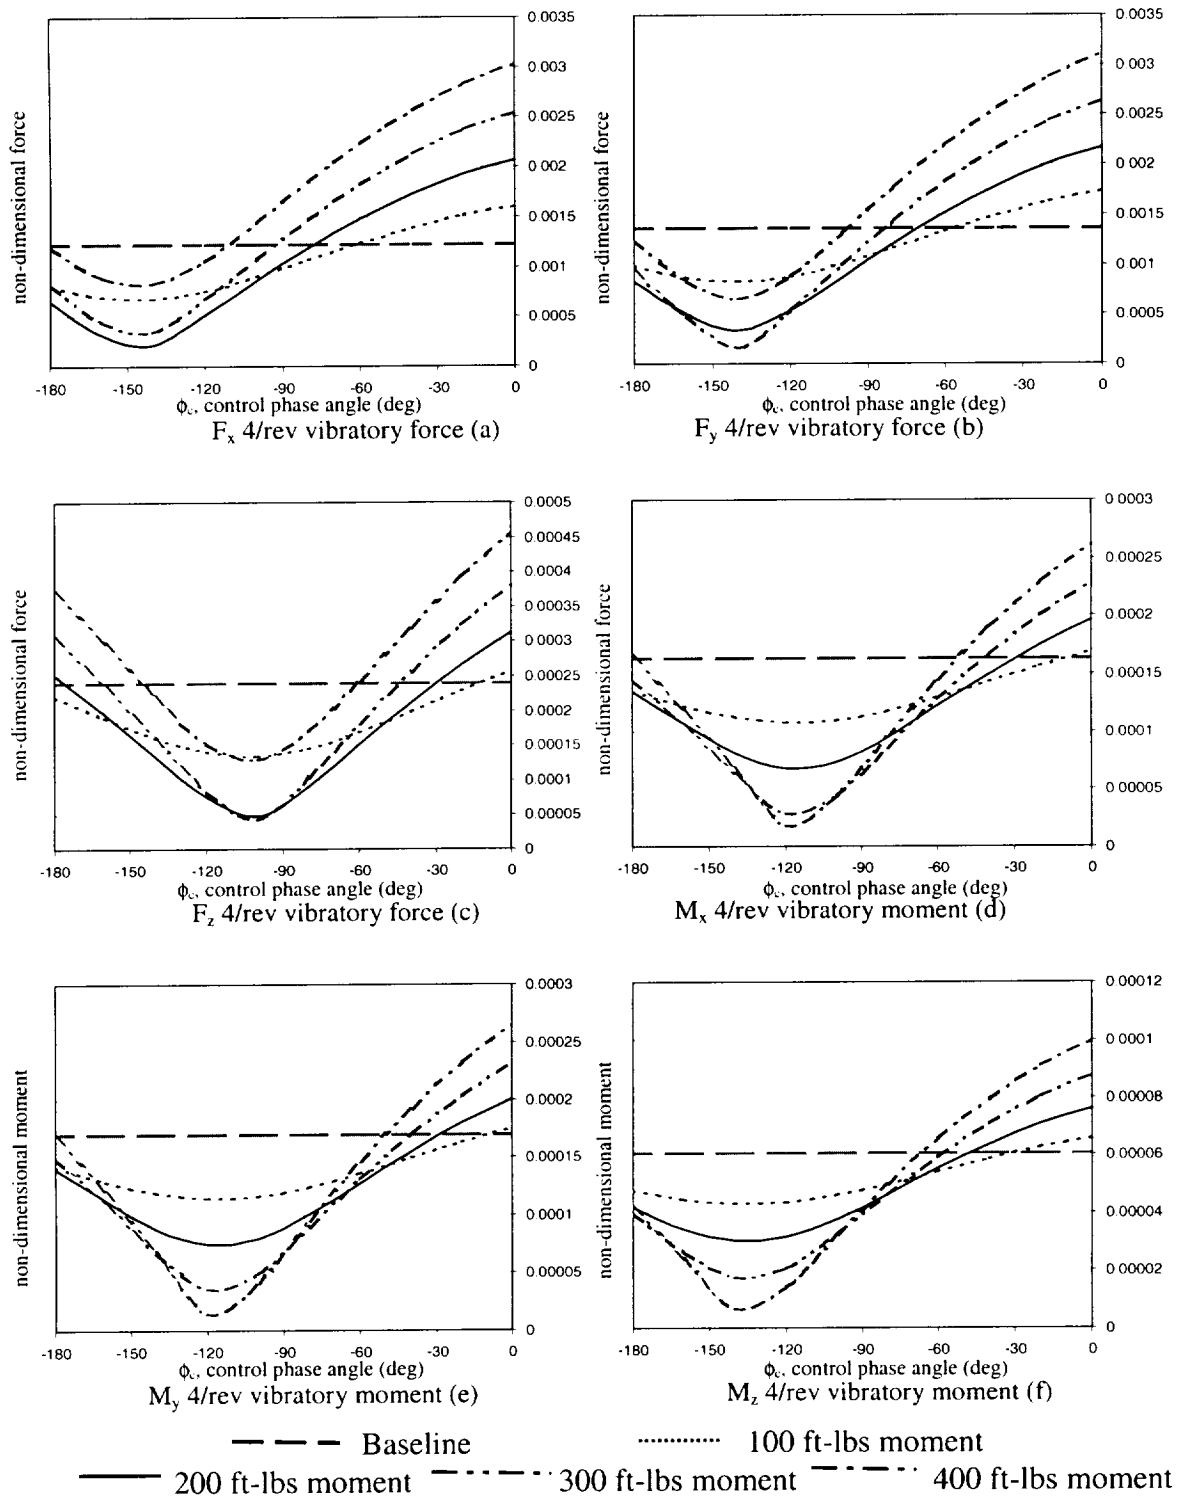 non-dimensional force
0.0035
0.003
0.0025
0.002
0.0015
0.001
0.0005
0
-180 -150 -120 -90 -60 -30 0
ϕc, control phase angle (deg)
Fx 4/rev vibratory force (a)
non-dimensional force
0.0035
0.003
0.0025
0.002
0.0015
0.001
0.0005
0
-180 -150 -120 -90 -60 -30 0
ϕc, control phase angle (deg)
Fy 4/rev vibratory force (b)
non-dimensional force
0.0005
0.00045
0.0004
0.00035
0.0003
0.00025
0.0002
0.00015
0.0001
0.00005
0
-180 -150 -120 -90 -60 -30 0
ϕc, control phase angle (deg)
Fz 4/rev vibratory force (c)
non-dimensional force
0.0003
0.00025
0.0002
0.00015
0.0001
0.00005
0
-180 -150 -120 -90 -60 -30 0
ϕc, control phase angle (deg)
Mx 4/rev vibratory moment (d)
non-dimensional moment
0.0003
0.00025
0.0002
0.00015
0.0001
0.00005
0
-180 -150 -120 -90 -60 -30 0
ϕc, control phase angle (deg)
My 4/rev vibratory moment (e)
non-dimensional moment
0.00012
0.0001
0.00008
0.00006
0.00004
0.00002
0
-180 -150 -120 -90 -60 -30 0
ϕc, control phase angle (deg)
Mz 4/rev vibratory moment (f)
Baseline 100 ft-lbs moment
200 ft-lbs moment 300 ft-lbs moment 400 ft-lbs moment